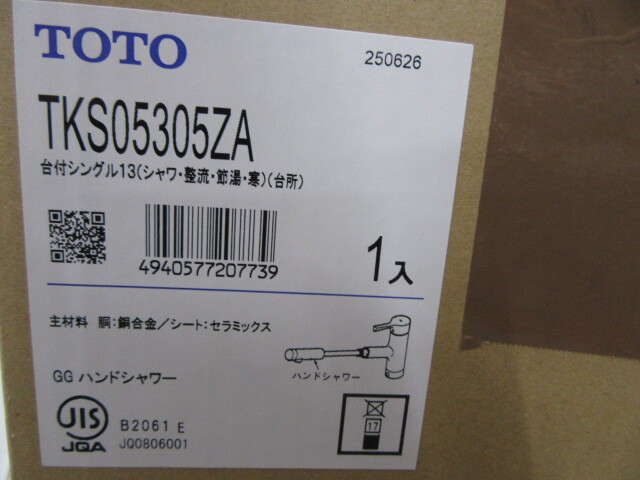 TOTO
250626
TKS05305ZA
台付シングル13(シャワ・整流・節湯・寒)(台所)
4940577207739
1入
主材料 胴:銅合金/シート:セラミックス
ハンドシャワー
GG ハンドシャワー
JIS
JQA
B2061 E
JQ0806001
17